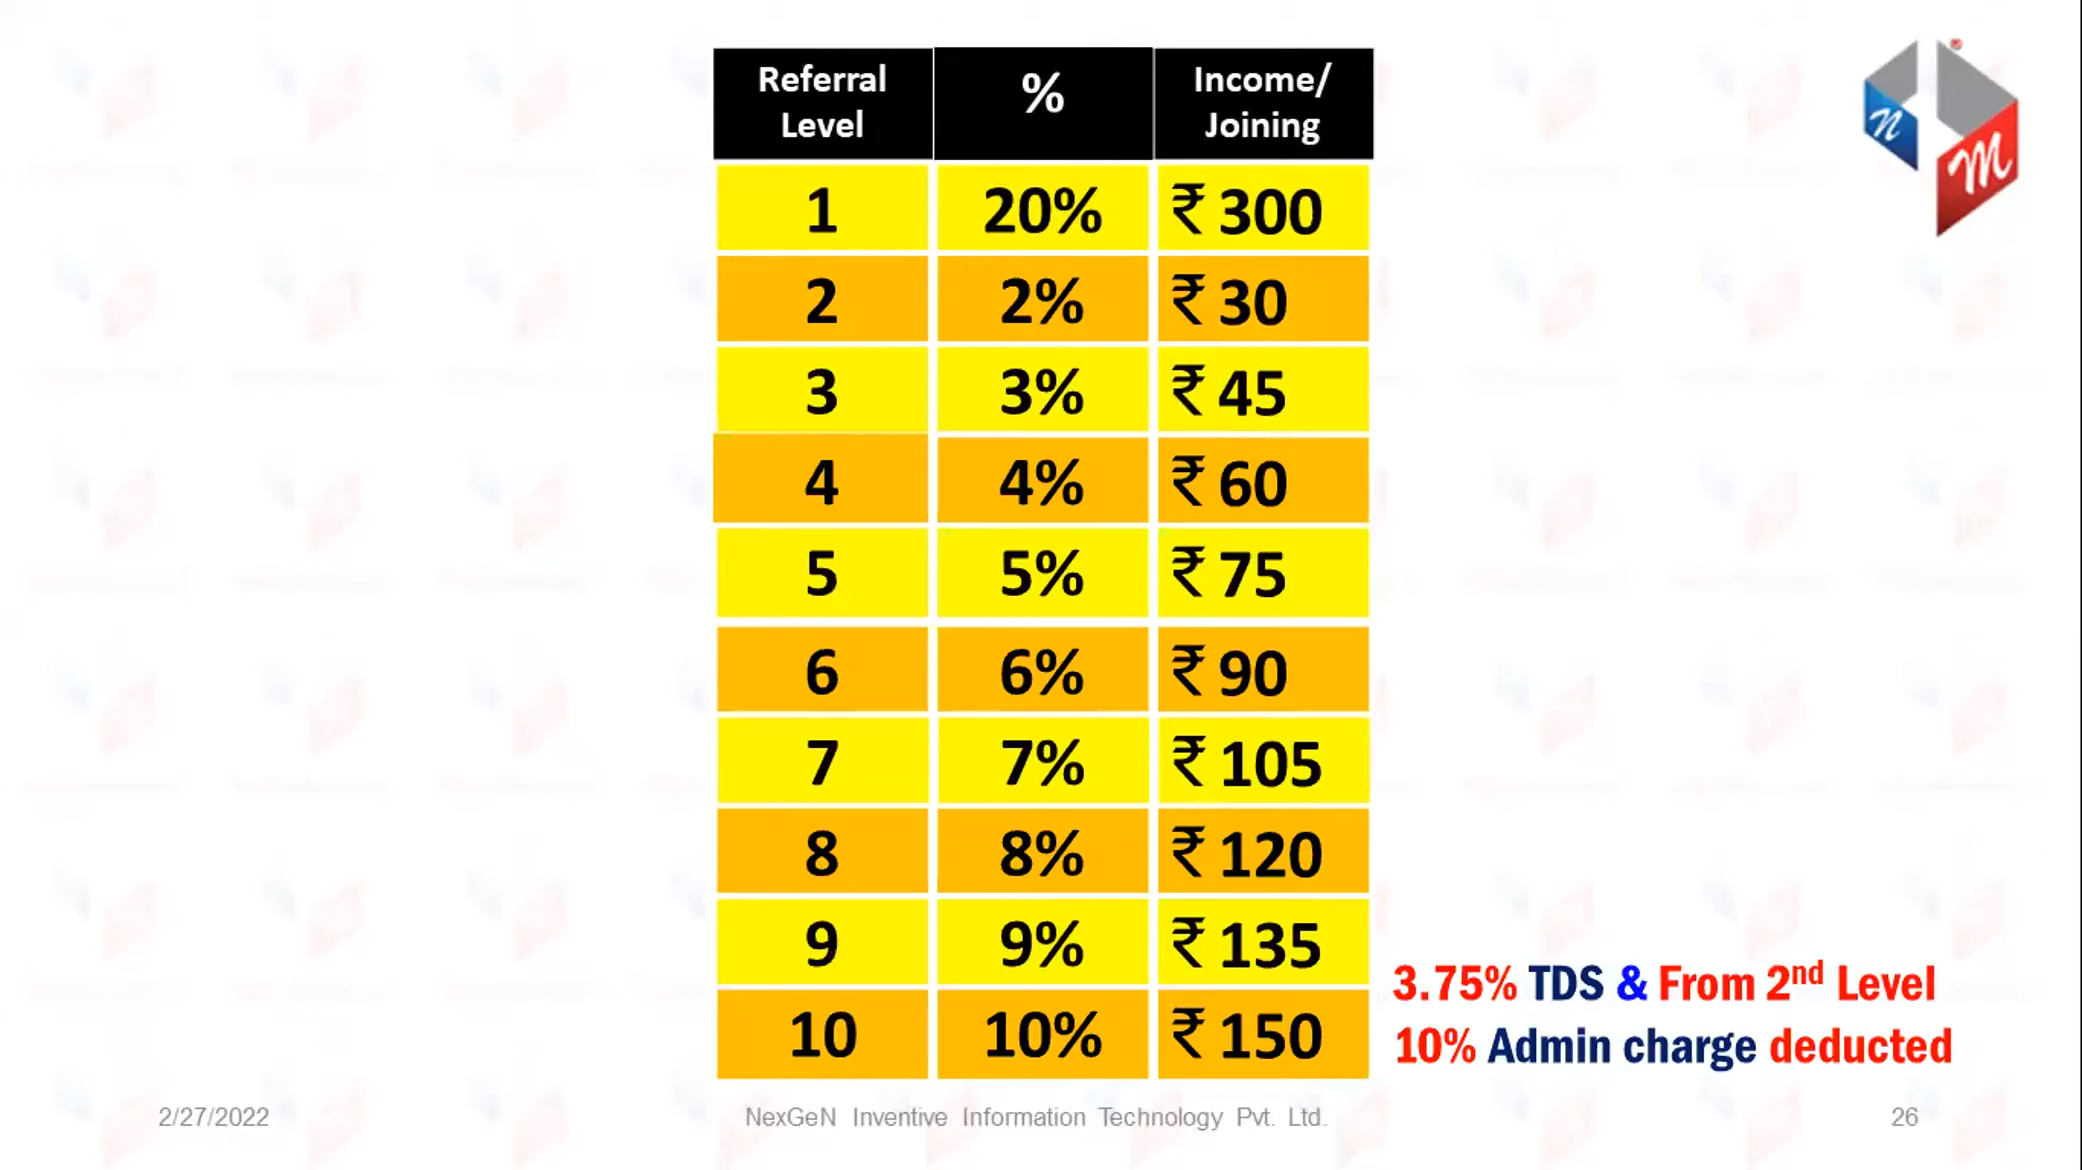 Referral Level % Income/ Joining
1 20% ₹ 300
2 2% ₹ 30
3 3% ₹ 45
4 4% ₹ 60
5 5% ₹ 75
6 6% ₹ 90
7 7% ₹ 105
8 8% ₹ 120
9 9% ₹ 135
10 10% ₹ 150
n m ®
3.75% TDS & From 2nd Level
10% Admin charge deducted
2/27/2022 NexGeN Inventive Information Technology Pvt. Ltd. 26